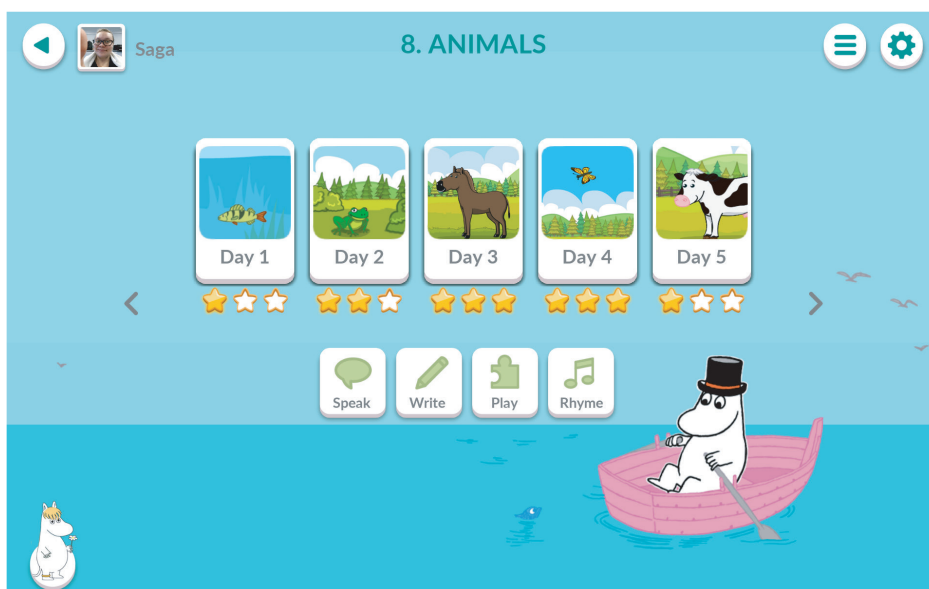 Saga
8. ANIMALS
Day 1
Day 2
Day 3
Day 4
Day 5
Speak
Write
Play
Rhyme